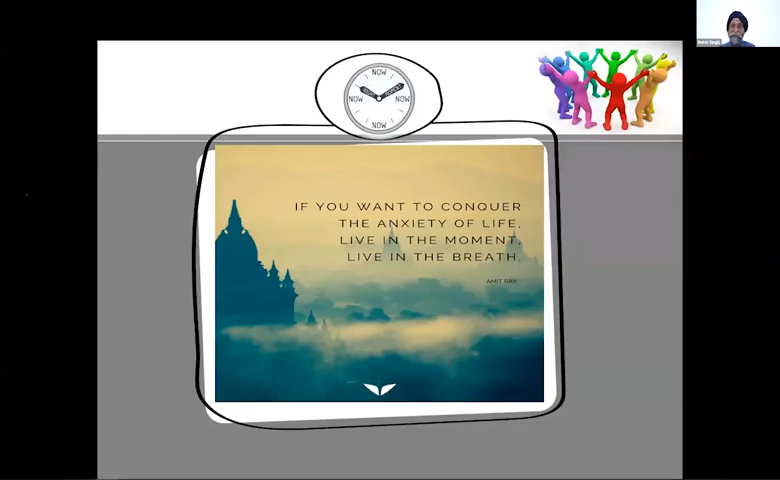 NOW
NOW
NOW
NOW
IF YOU WANT TO CONQUER
THE ANXIETY OF LIFE,
LIVE IN THE MOMENT,
LIVE IN THE BREATH.
AMIT RAY